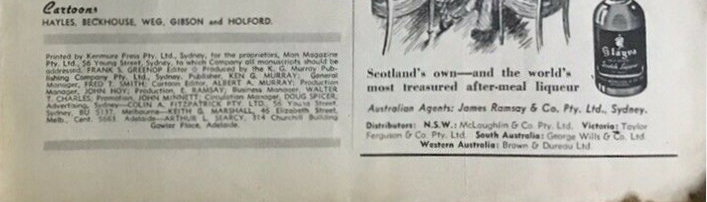 Cartoons
HAYLES, BECKHOUSE, WEG, GIBSON and HOLFORD.
Printed by Kenmure Press Pty. Ltd., Sydney, for the proprietors, Man Magazine
Pty. Ltd., 56 Young Street, Sydney, to which Company all manuscripts should be
addressed. FRANK S. GREENOP Editor Produced by the K. G. Murray Pub-
lishing Company Pty. Ltd., Sydney. Publisher, KEN G. MURRAY; General
Manager, FRED T. SMITH; Cartoon Editor, ALBERT A. MURRAY; Production
Manager, JOHN HOY; Production, E. RAMSAY; Business Manager, WALTER
T. CHARLES; Promotion, JOHN MINNETT; Circulation Manager, DOUG SPICER.
Advertising, Sydney—COLIN A. FITZPATRICK PTY. LTD., 56 Young Street,
Sydney, BU 5137. Melbourne—KEITH G. MARSHALL, 46 Elizabeth Street,
Melb., Cent. 5663. Adelaide—ARTHUR L. SEARCY, 314 Churchill Building
Gawler Place, Adelaide.
Glayva
Scotch Liqueur
Scotland's own—and the world's
most treasured after-meal liqueur
Australian Agents: James Ramsay & Co. Pty. Ltd., Sydney.
Distributors: N.S.W.: McLaughlin & Co. Pty. Ltd. Victoria: Taylor
Ferguson & Co. Pty. Ltd. South Australia: George Wills & Co. Ltd.
Western Australia: Brown & Dureau Ltd.